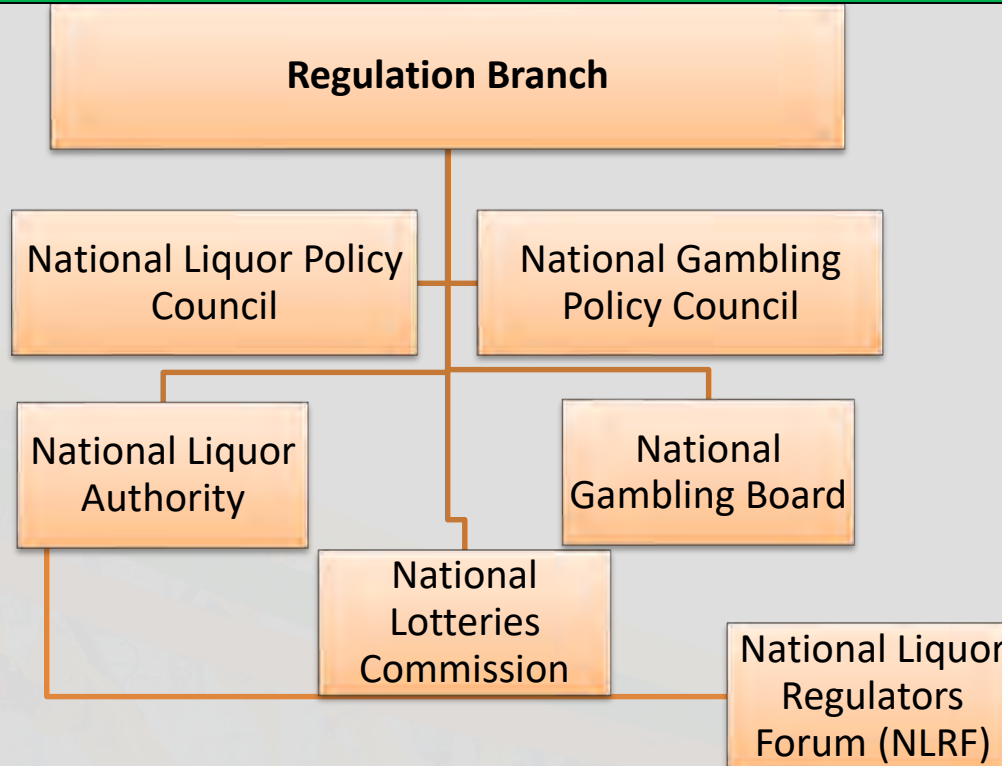 Regulation Branch
National Liquor Policy
Council
National Gambling
Policy Council
National Liquor
Authority
National
Gambling Board
National
Lotteries
Commission
National Liquor
Regulators
Forum (NLRF)